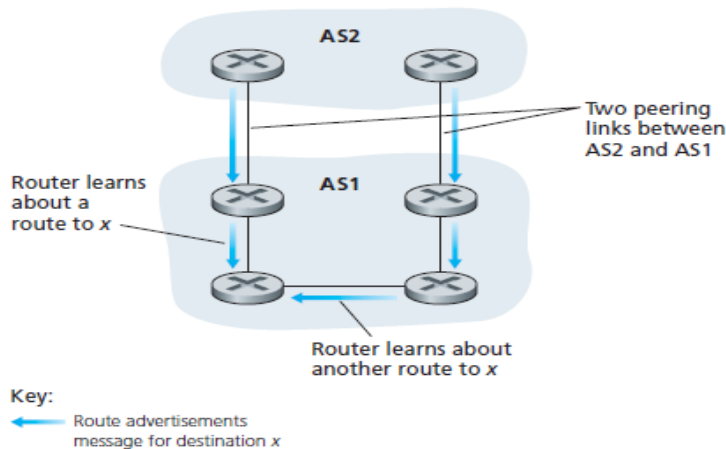 AS2
Two peering
links between
AS2 and AS1
Router learns
about a
route to x
AS1
Router learns about
another route to x
Key:
Route advertisements
message for destination x